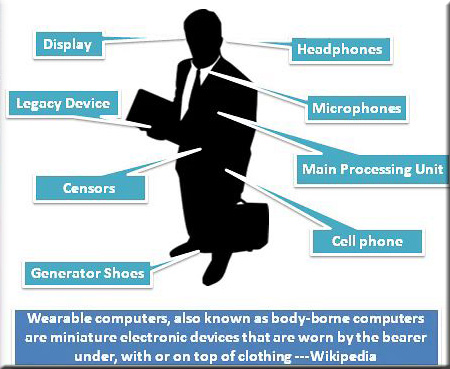 Display
Headphones
Legacy Device
Microphones
Main Processing Unit
Censors
Cell phone
Generator Shoes
Wearable computers, also known as body-borne computers
are miniature electronic devices that are worn by the bearer
under, with or on top of clothing ---Wikipedia